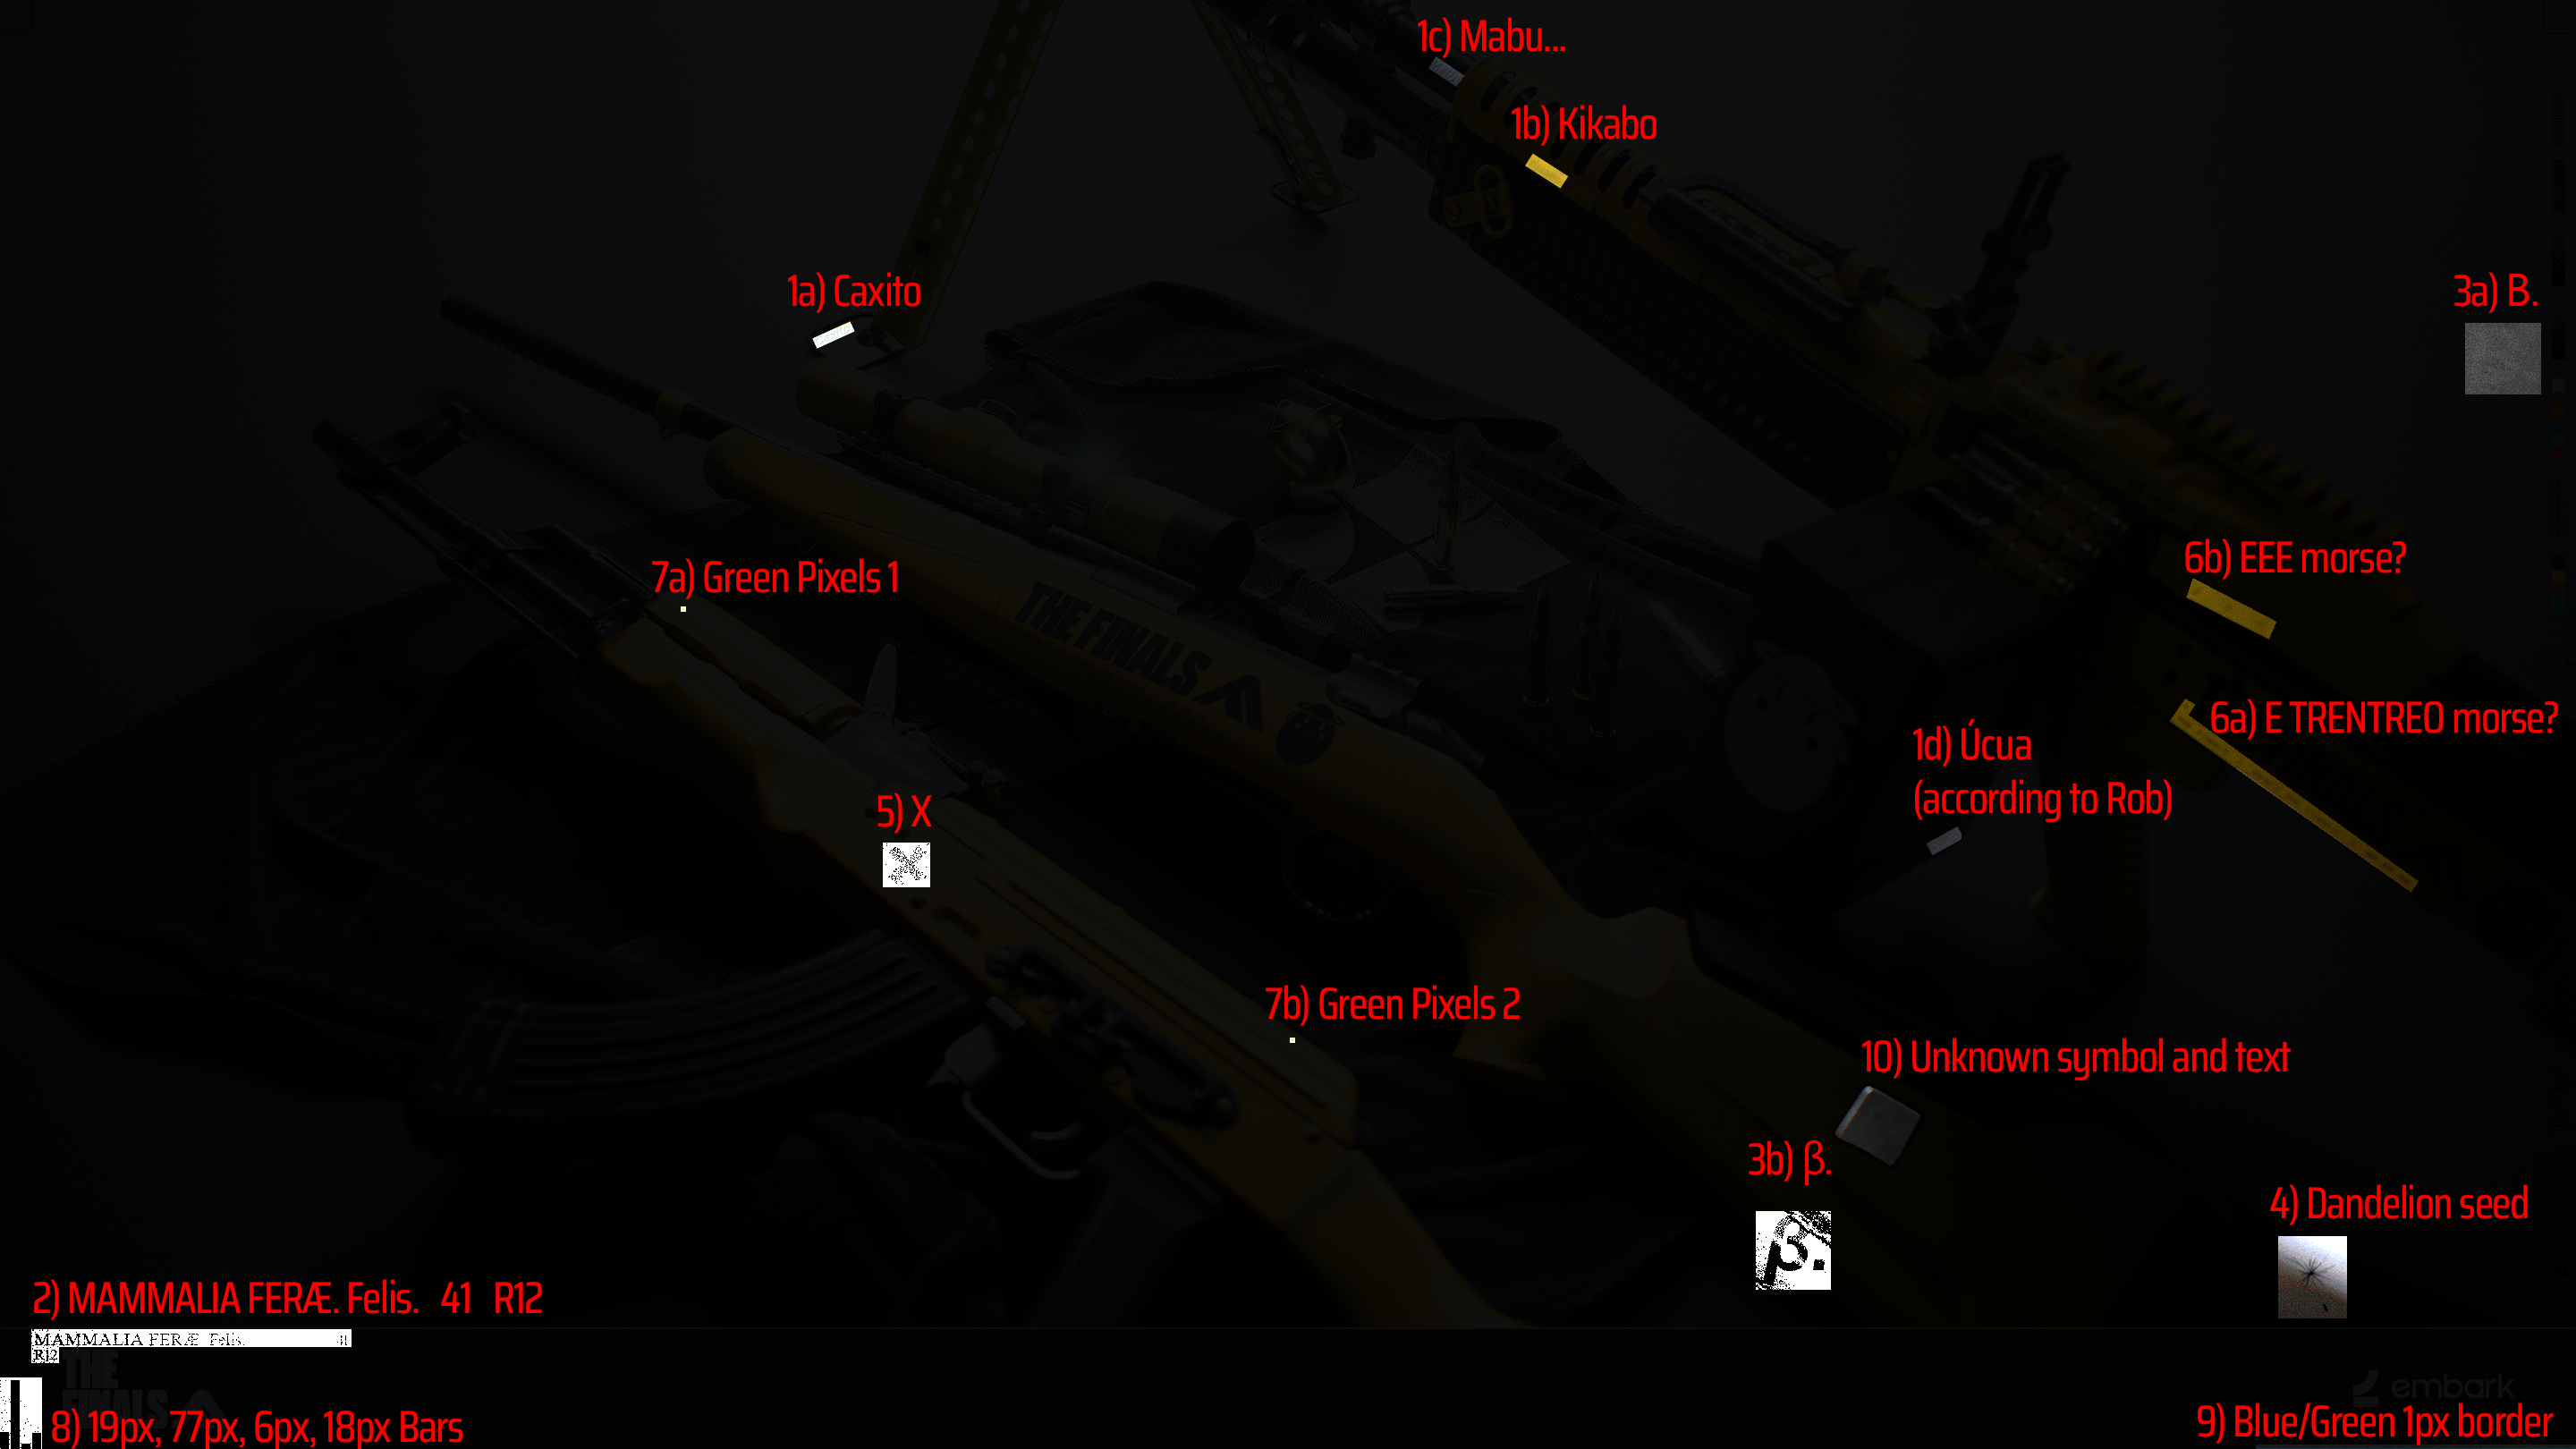 1c) Mabu...
1b) Kikabo
1a) Caxito
3a) B.
6b) EEE morse?
7a) Green Pixels 1
THE FINALS
6a) E TRENTREO morse?
1d) Úcua
(according to Rob)
5) X
7b) Green Pixels 2
10) Unknown symbol and text
3b) β.
β.
4) Dandelion seed
2) MAMMALIA FERÆ. Felis. 41 R12
MAMMALIA FERÆ Felis.
R12
THE
FINALS
embark
8) 19px, 77px, 6px, 18px Bars
9) Blue/Green 1px border